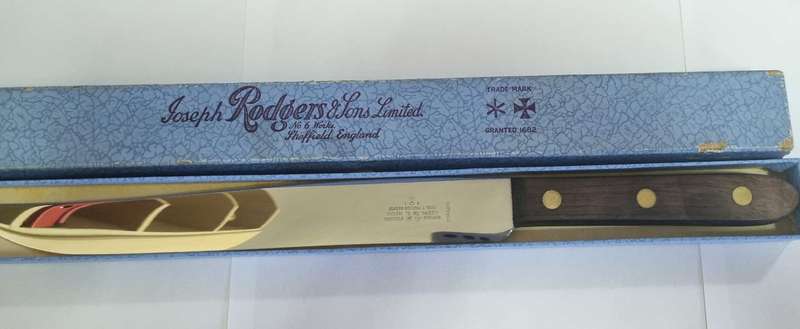 Joseph Rodgers & Sons Limited.
No 6 Works,
Sheffield, England
TRADE MARK
GRANTED 1682